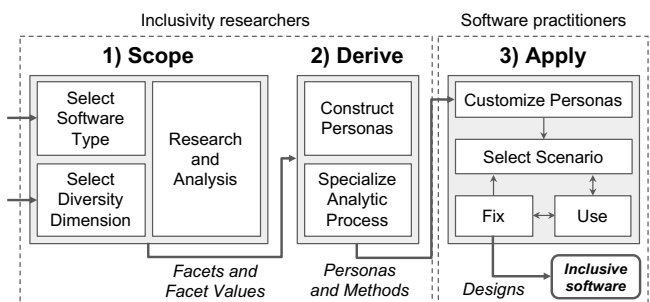 Inclusivity researchers
Software practitioners
1) Scope
2) Derive
3) Apply
Select
Software
Type
Select
Diversity
Dimension
Research
and
Analysis
Construct
Personas
Specialize
Analytic
Process
Customize Personas
Select Scenario
Fix
Use
Facets and
Facet Values
Personas
and Methods
Designs
Inclusive
software